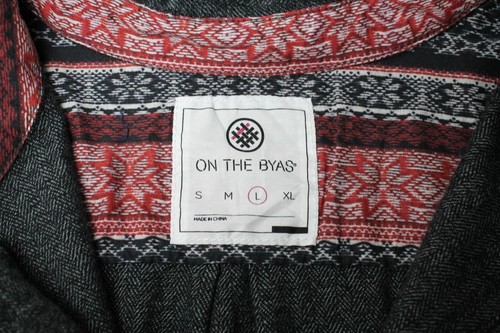 ON THE BYAS®
S M L XL
MADE IN CHINA